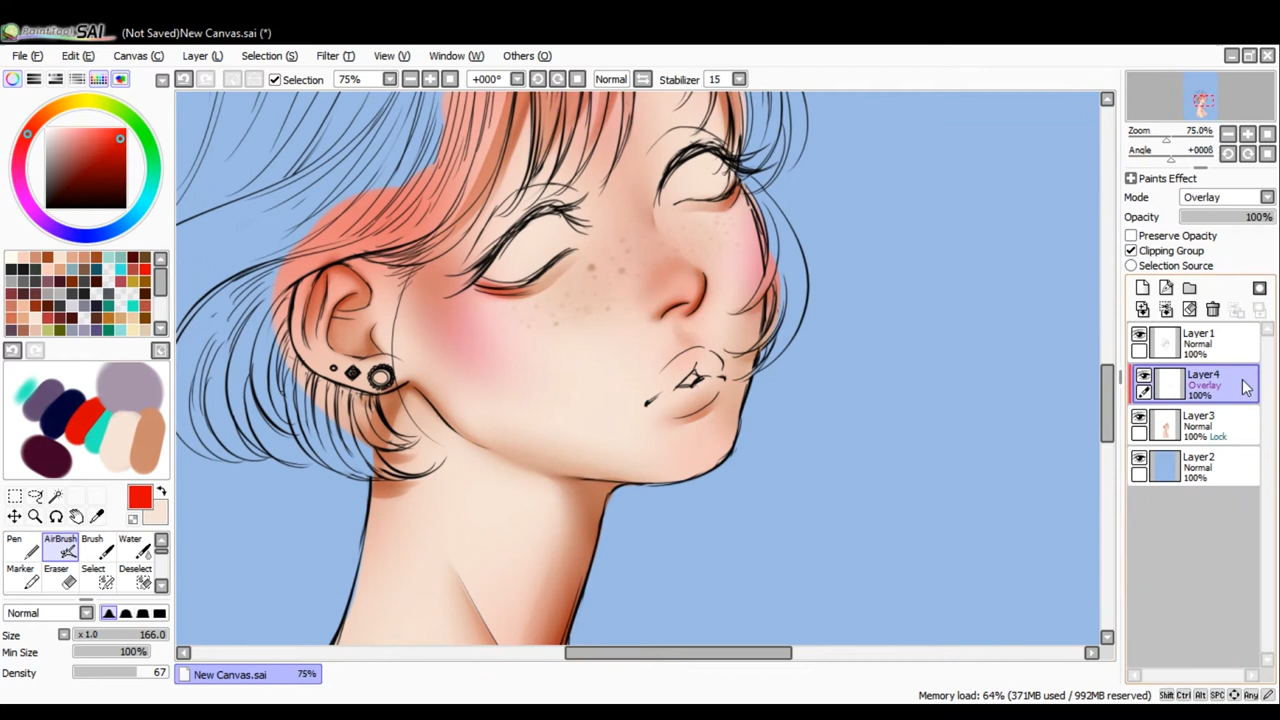 PaintTool SAI (Not Saved)New Canvas.sai (*)
File (F) Edit (E) Canvas (C) Layer (L) Selection (S) Filter (T) View (V) Window (W) Others (O)
Selection 75% +000° Normal Stabilizer 15
Zoom 75.0%
Angle +000ß
Paints Effect
Mode Overlay
Opacity 100%
Preserve Opacity
Clipping Group
Selection Source
Layer1
Normal
100%
Layer4
Overlay
100%
Layer3
Normal
100% Lock
Layer2
Normal
100%
Pen AirBrush Brush Water
Marker Eraser Select Deselect
Normal
Size x 1.0 166.0
Min Size 100%
Density 67
New Canvas.sai 75%
Memory load: 64% (371MB used / 992MB reserved) Shift Ctrl Alt SPC Any